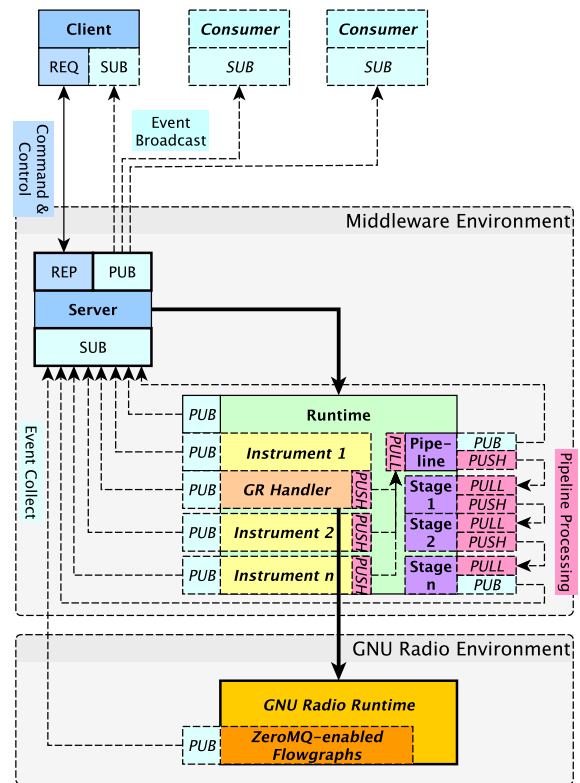 Client
Consumer
Consumer
REQ
SUB
SUB
SUB
Event
Broadcast
Command &
Control
Middleware Environment
REP
PUB
Server
SUB
PUB
Runtime
PUB
Instrument 1
PULL
Pipe-
line
PUB
PUSH
PUB
GR Handler
PUSH
Stage
1
PULL
PUSH
PUB
Instrument 2
PUSH
Stage
2
PULL
PUSH
PUB
Instrument n
PUSH
Stage
n
PULL
PUB
Event Collect
Pipeline Processing
GNU Radio Environment
GNU Radio Runtime
PUB
ZeroMQ-enabled
Flowgraphs